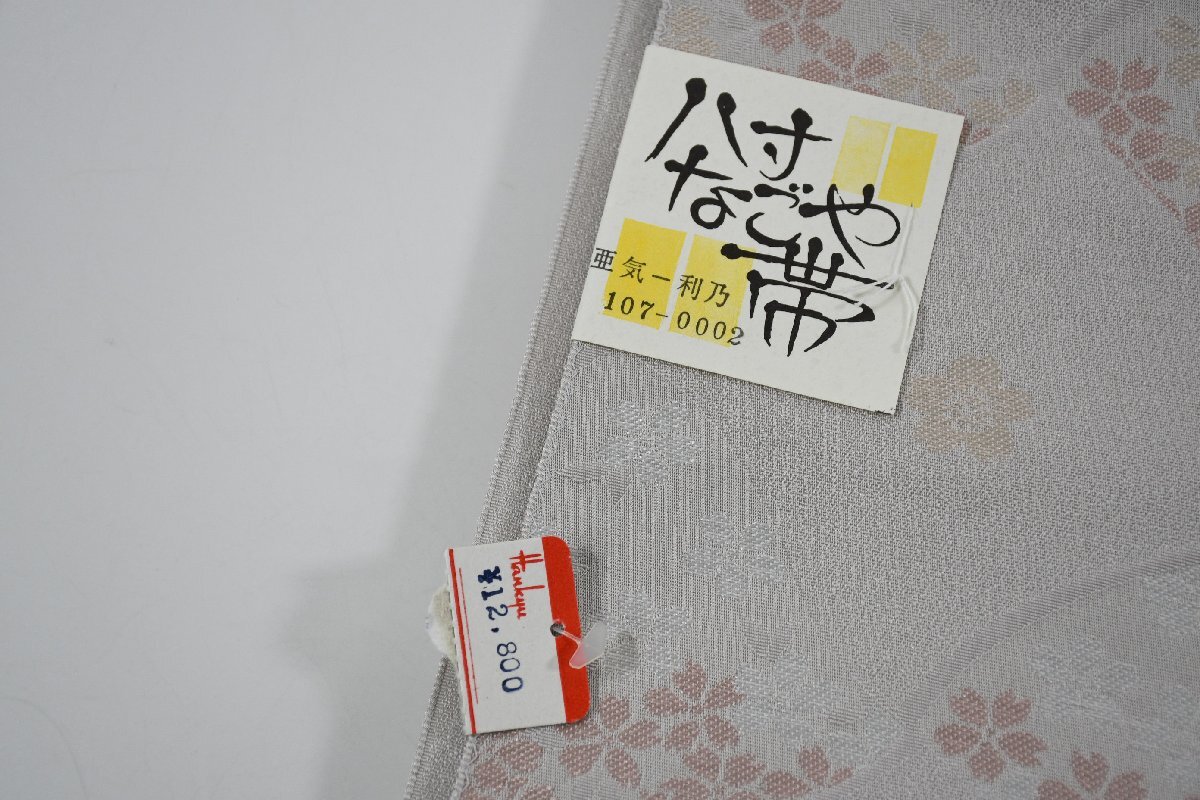 八寸
なごや
帯
亜気一利乃
107-0002
Hankyu
¥12,800